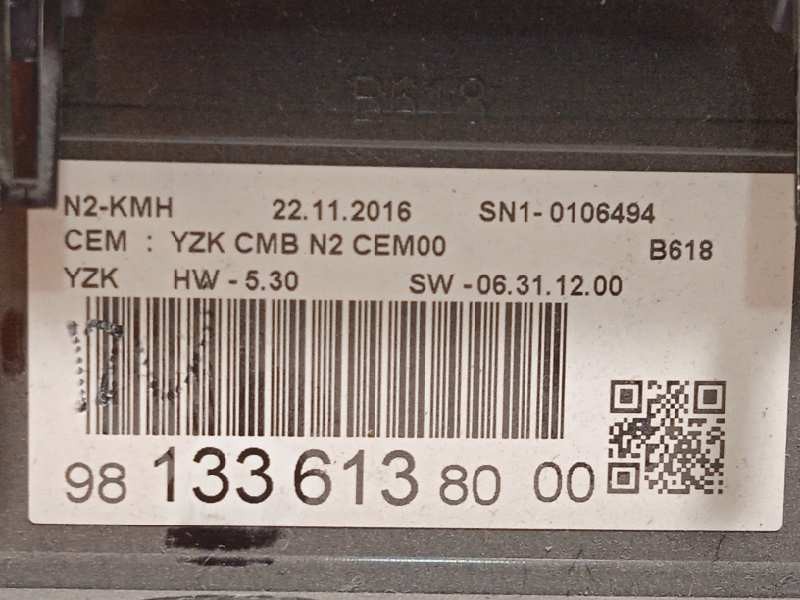 B618
N2-KMH 22.11.2016 SN1- 0106494
CEM : YZK CMB N2 CEM00 B618
YZK HW - 5.30 SW - 06.31.12.00
98 133 613 80 00